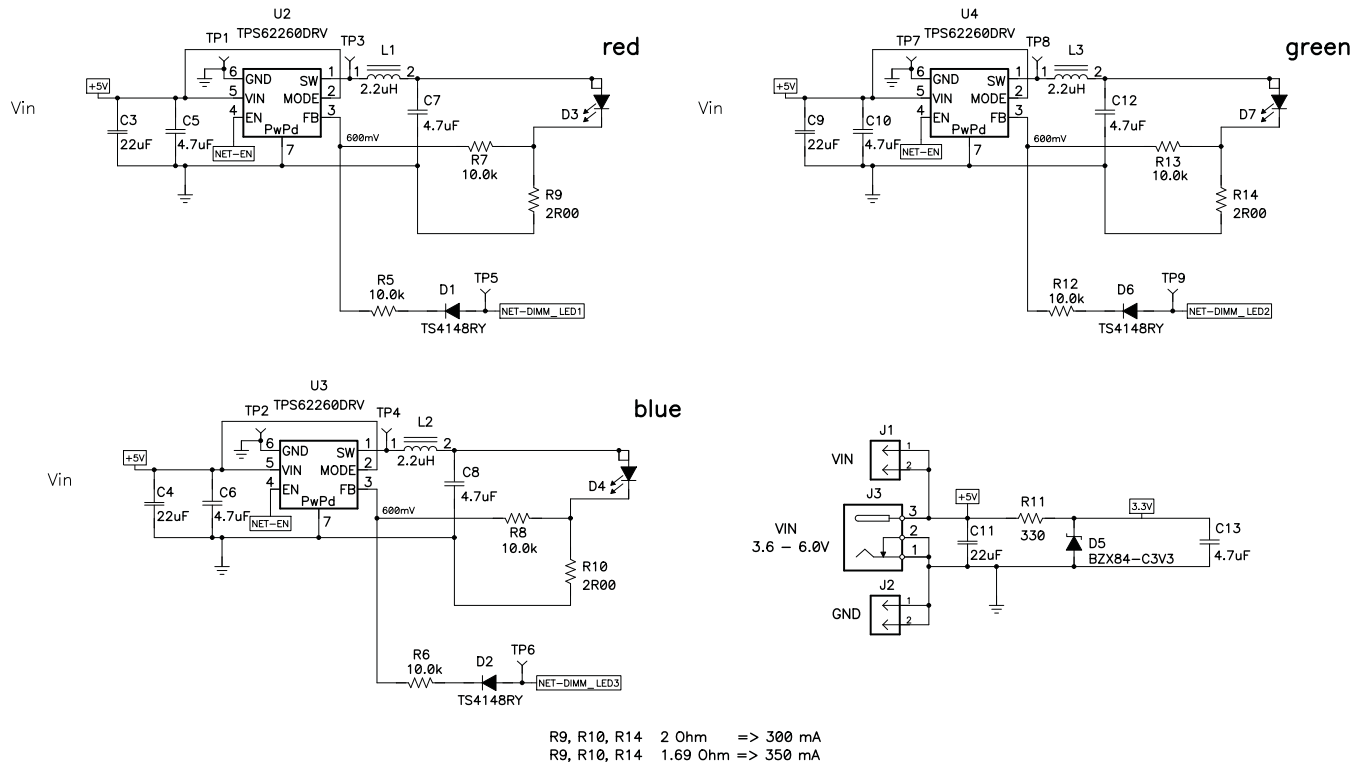 U2
TPS62260DRV
TP1
TP3
L1
red
+5V
Vin
C3
22uF
C5
4.7uF
6 GND
SW 1
5 VIN
MODE 2
4 EN
FB 3
PwPd
7
NET-EN
1 2
2.2uH
C7
4.7uF
D3
600mV
R7
10.0k
R9
2R00
R5
10.0k
D1
TS4148RY
TP5
NET-DIMM_LED1
U4
TPS62260DRV
TP7
TP8
L3
green
+5V
Vin
C9
22uF
C10
4.7uF
6 GND
SW 1
5 VIN
MODE 2
4 EN
FB 3
PwPd
7
NET-EN
1 2
2.2uH
C12
4.7uF
D7
600mV
R13
10.0k
R14
2R00
R12
10.0k
D6
TS4148RY
TP9
NET-DIMM_LED2
U3
TPS62260DRV
TP2
TP4
L2
blue
+5V
Vin
C4
22uF
C6
4.7uF
6 GND
SW 1
5 VIN
MODE 2
4 EN
FB 3
PwPd
7
NET-EN
1 2
2.2uH
C8
4.7uF
D4
600mV
R8
10.0k
R10
2R00
R6
10.0k
D2
TS4148RY
TP6
NET-DIMM_LED3
J1
VIN
1
2
J3
VIN
3.6 – 6.0V
3
2
1
+5V
C11
22uF
R11
330
D5
BZX84-C3V3
3.3V
C13
4.7uF
J2
GND
1
2
R9, R10, R14 2 Ohm => 300 mA
R9, R10, R14 1.69 Ohm => 350 mA